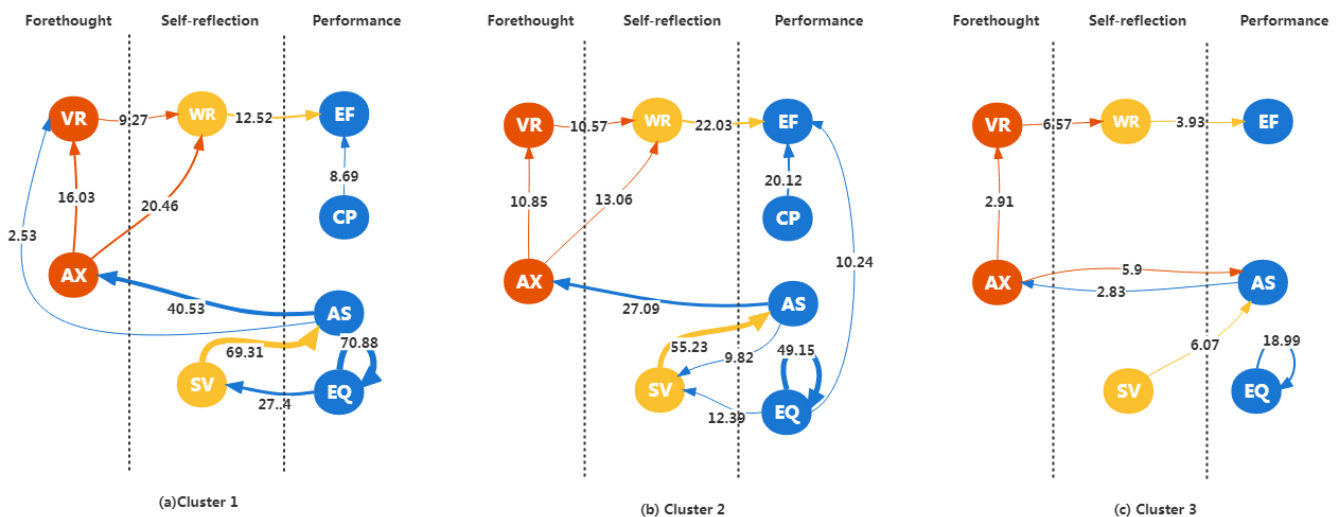 Forethought Self-reflection Performance
VR 9.27 WR 12.52 EF
16.03 20.46 8.69
CP
2.53
AX
40.53 AS
69.31 70.88
SV 27..4 EQ
(a)Cluster 1
Forethought Self-reflection Performance
VR 10.57 WR 22.03 EF
10.85 13.06 20.12
CP
10.24
AX
27.09 AS
55.23 9.82 49.15
SV 12.39 EQ
(b) Cluster 2
Forethought Self-reflection Performance
VR 6.57 WR 3.93 EF
2.91
AX 5.9 AS
2.83
6.07 18.99
SV EQ
(c) Cluster 3